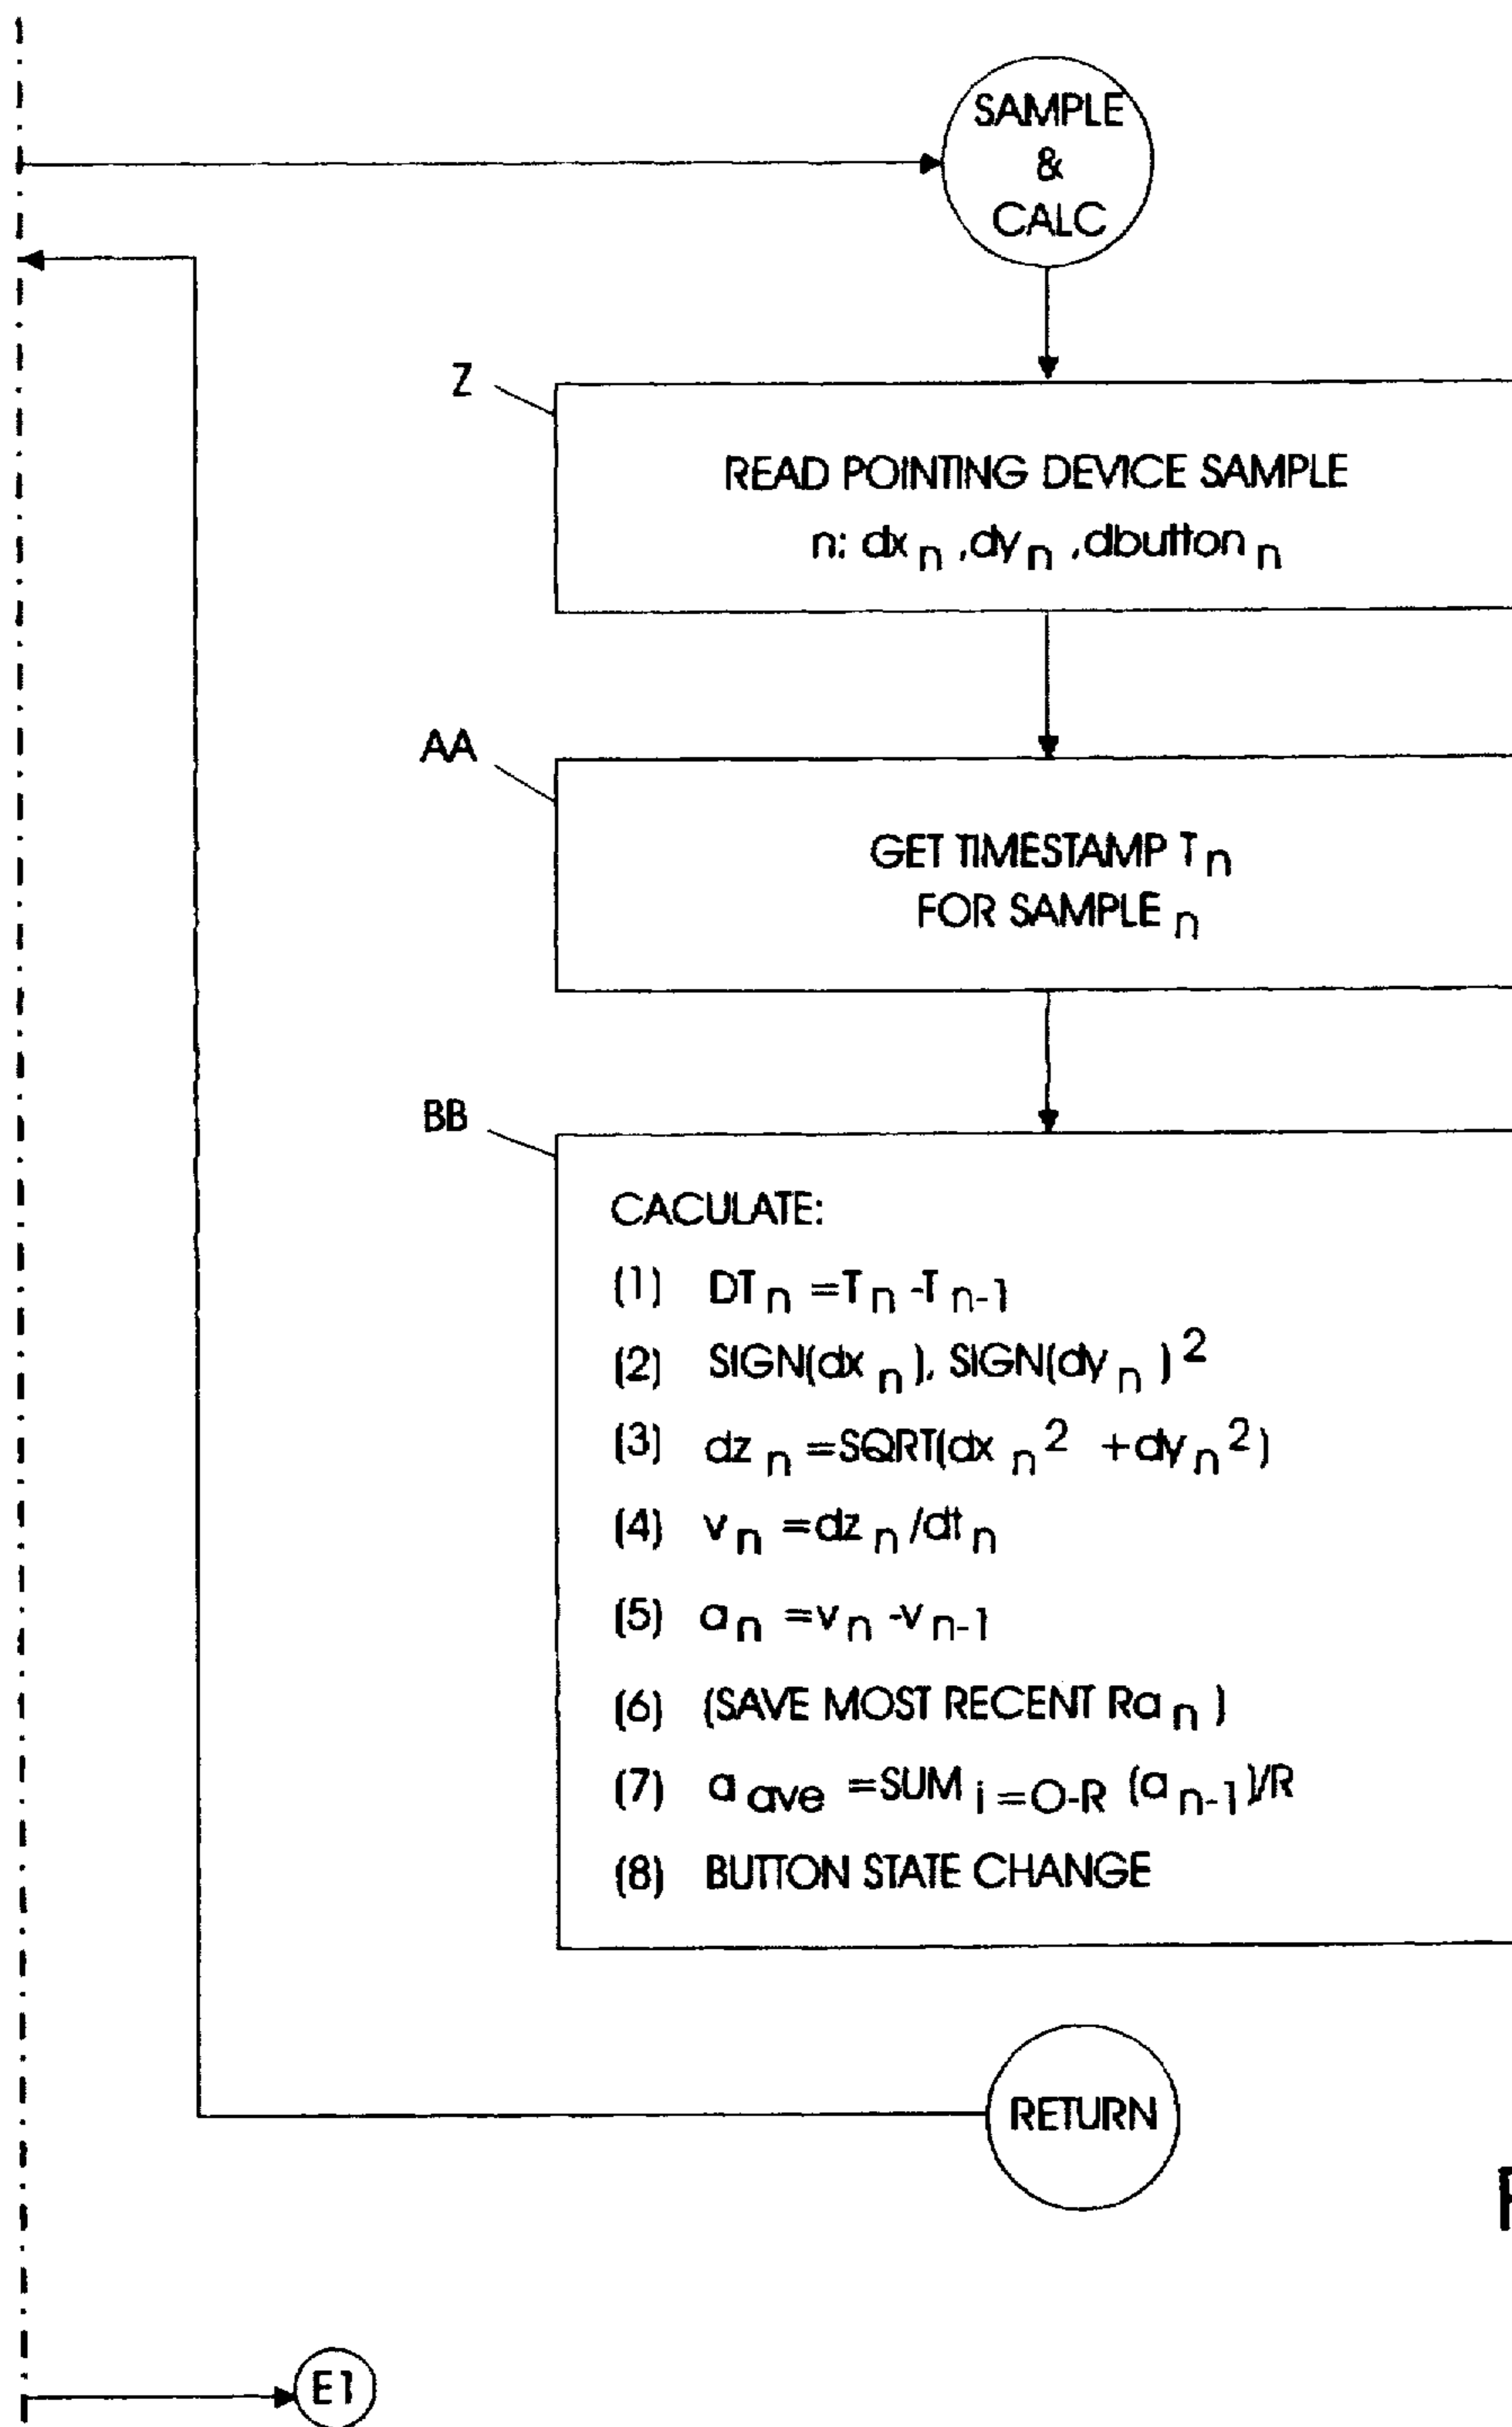 SAMPLE
&
CALC
Z
READ POINTING DEVICE SAMPLE
n: dx n ,dy n ,dbutton n
AA
GET TIMESTAMP T n
FOR SAMPLE n
BB
CACULATE:
(1) DT n =T n -T n-1
(2) SIGN(dx n ), SIGN(dy n ) 2
(3) dz n =SQRT(dx n 2 +dy n 2)
(4) v n =dz n /dt n
(5) a n =v n -v n-1
(6) (SAVE MOST RECENT Ra n )
(7) a ave =SUM i =O-R (a n-1)/R
(8) BUTTON STATE CHANGE
RETURN
E1